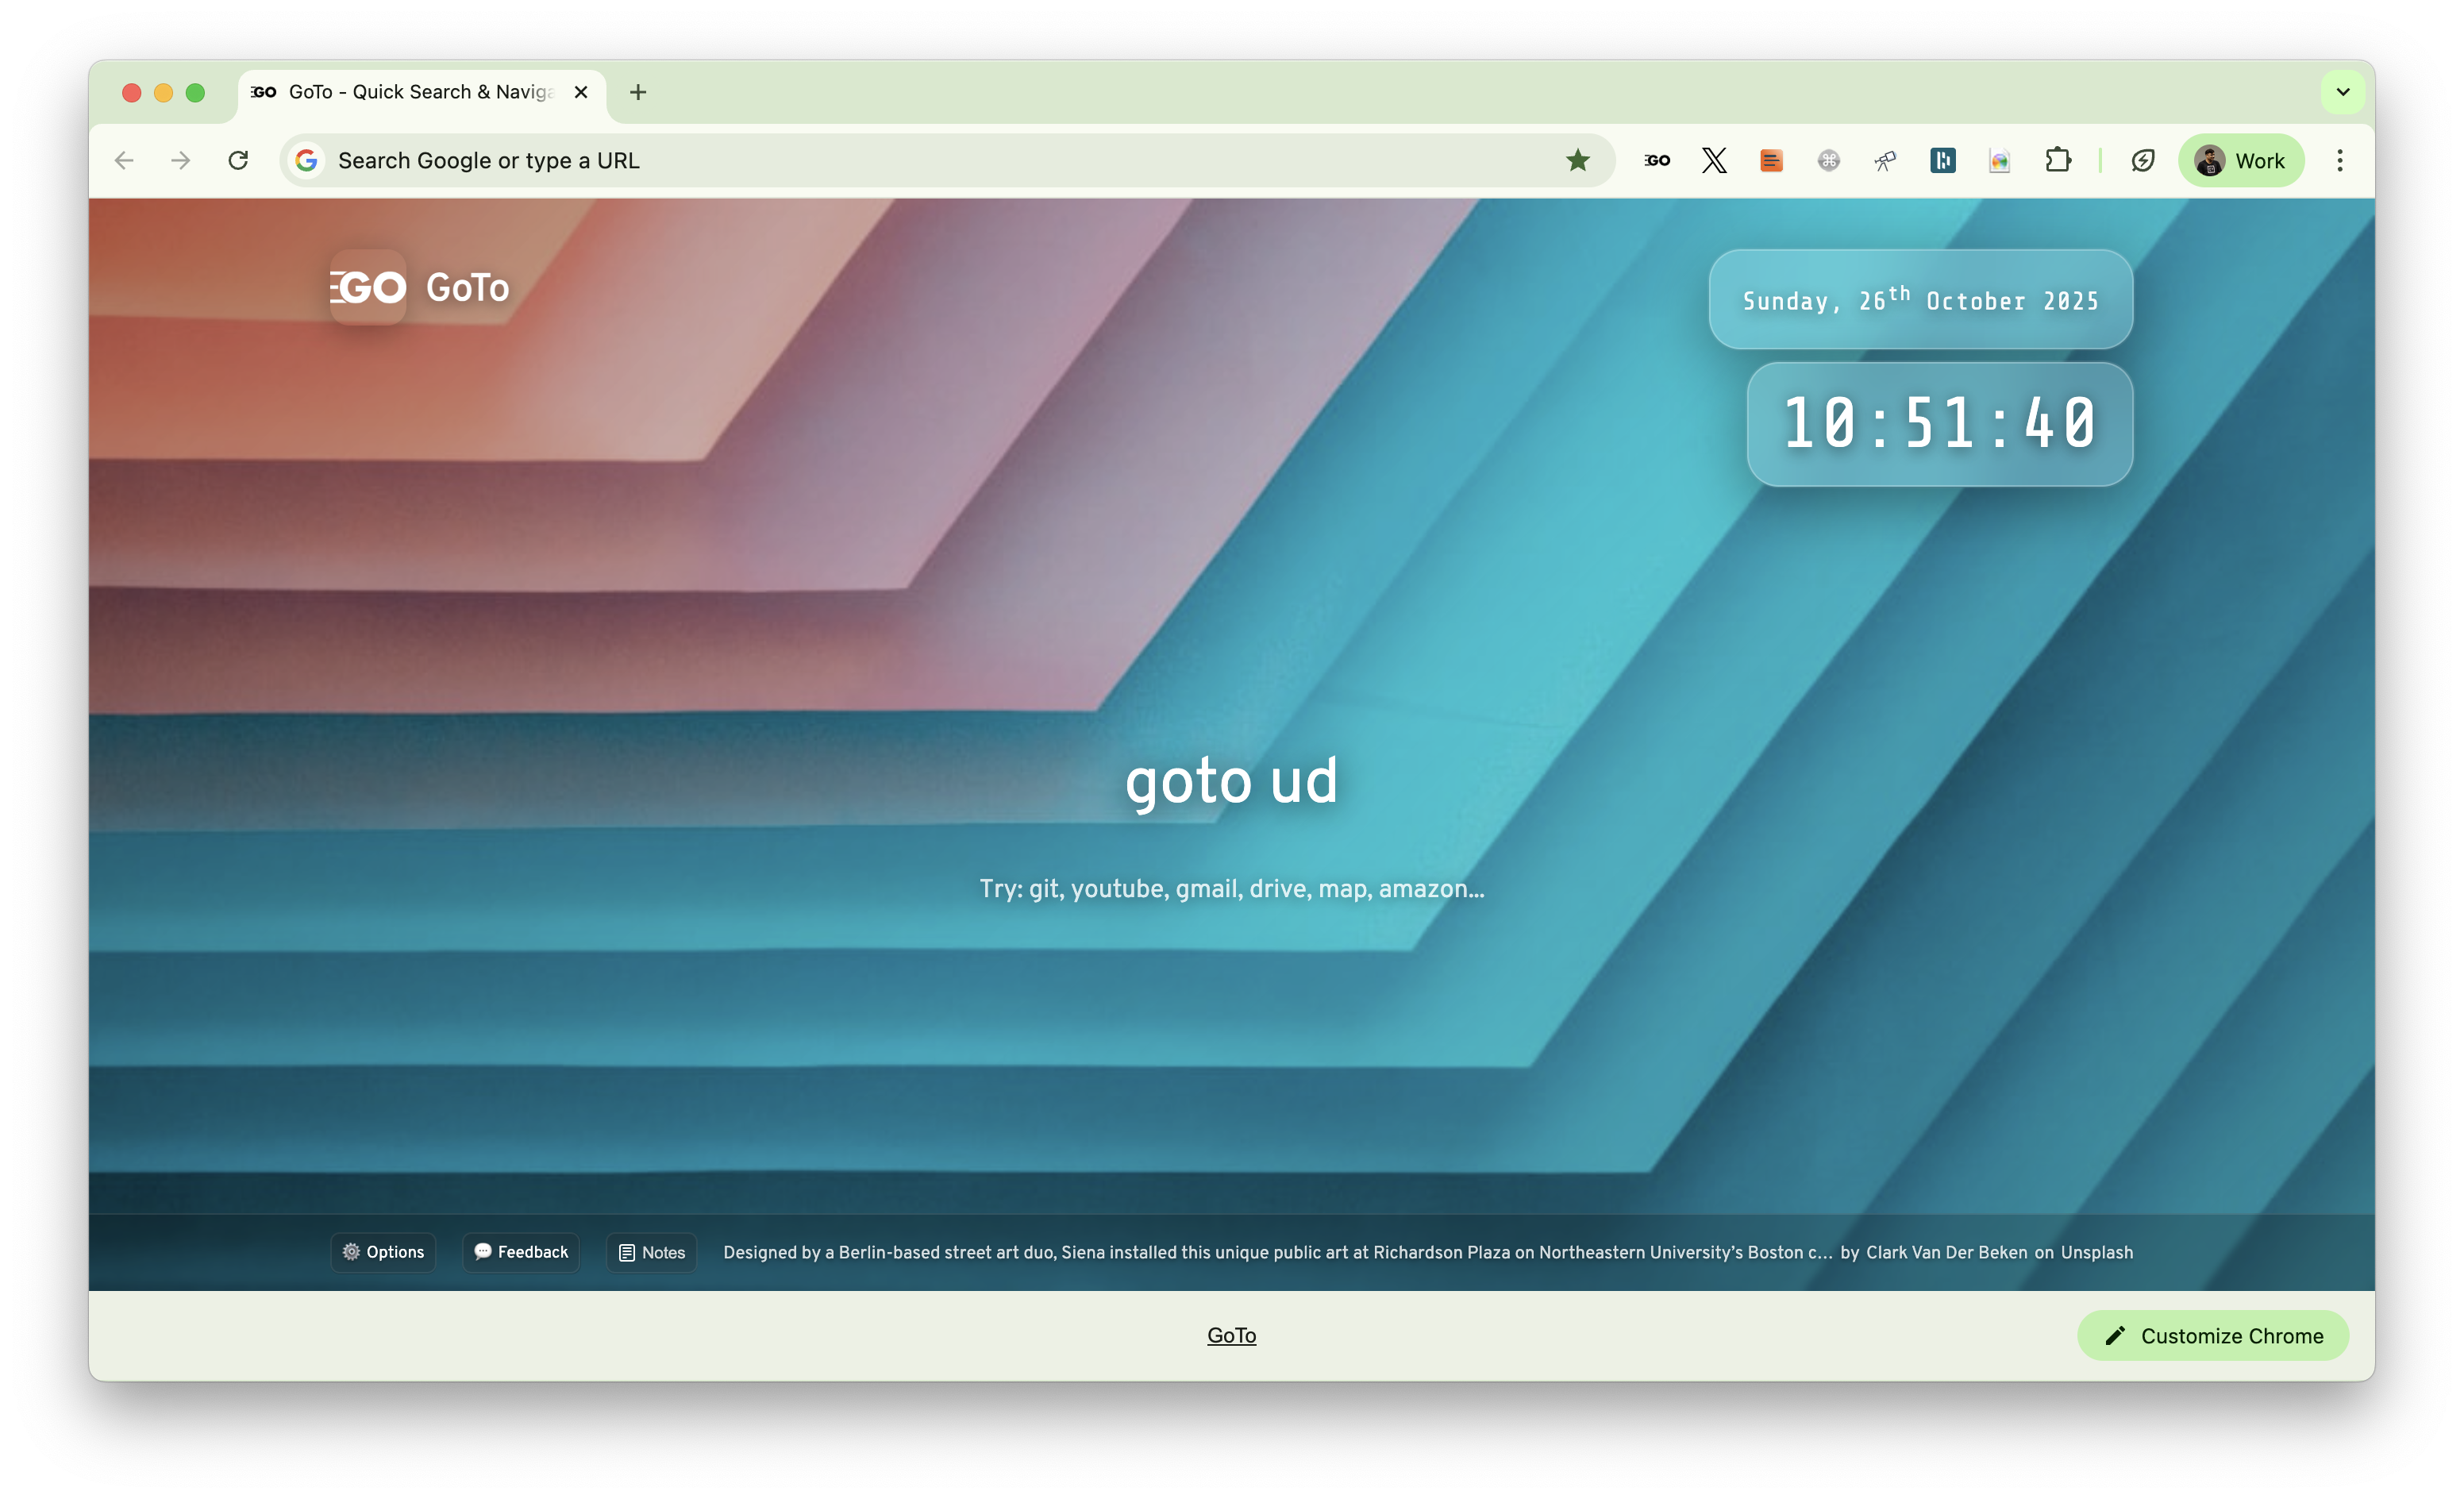 GO GoTo - Quick Search & Naviga
Search Google or type a URL
GO
Work
GO GoTo
Sunday, 26th October 2025
10:51:40
goto ud
Try: git, youtube, gmail, drive, map, amazon...
Options
Feedback
Notes
Designed by a Berlin-based street art duo, Siena installed this unique public art at Richardson Plaza on Northeastern University’s Boston c... by Clark Van Der Beken on Unsplash
GoTo
Customize Chrome